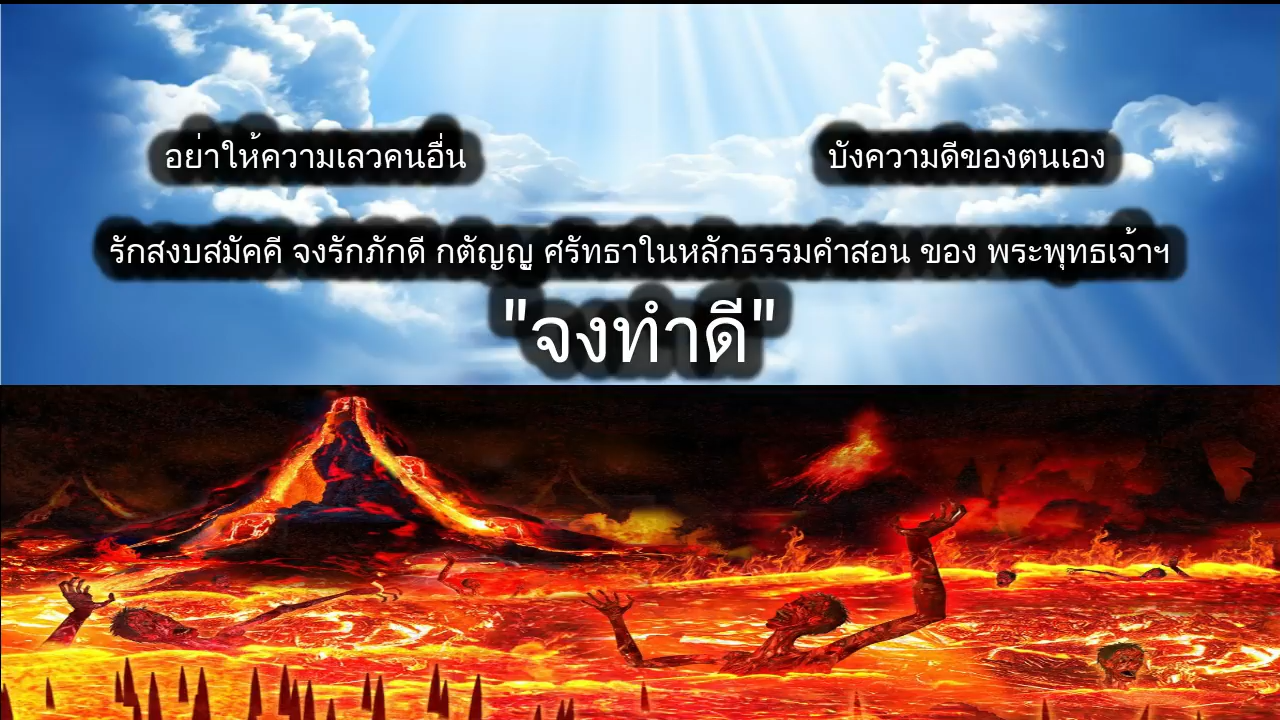 อย่าให้ความเลวคนอื่น บังความดีของตนเอง
รักสงบสมัคคี จงรักภักดี กตัญญู ศรัทธาในหลักธรรมคำสอน ของ พระพุทธเจ้าฯ
"จงทำดี"